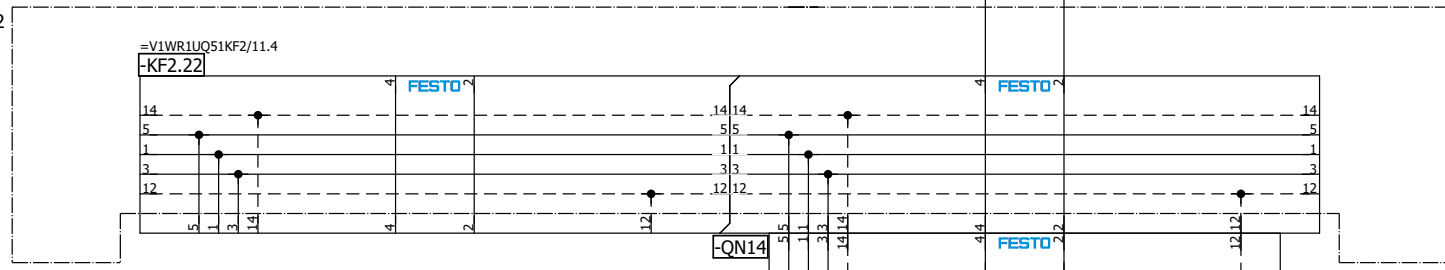 2
=V1WR1UQ51KF2/11.4
-KF2.22
4 FESTO 2 4 FESTO 2
14 14 14 14
5 5 5 5
1 1 1 1
3 3 3 3
12 12 12 12
5 1 3 14 4 2 12 5 5 1 1 3 3 14 14 4 4 FESTO 2 2 12 12
-QN14